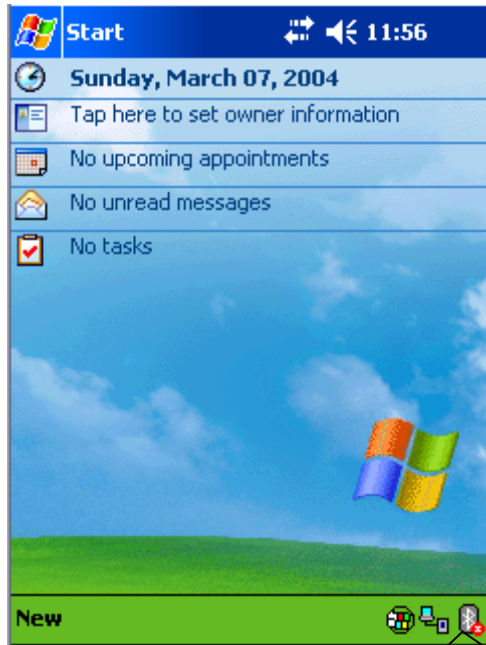 Start 11:56
Sunday, March 07, 2004
Tap here to set owner information
No upcoming appointments
No unread messages
No tasks
New